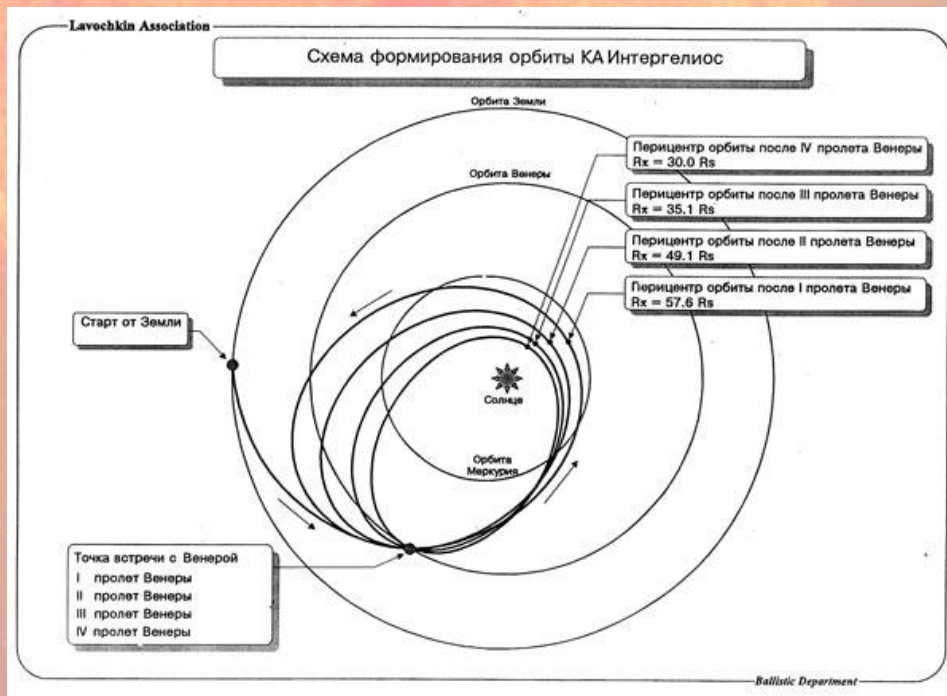 Lavochkin Association
Схема формирования орбиты КА Интергелиос
Орбита Земли
Орбита Венеры
Перицентр орбиты после IV пролета Венеры
Rπ = 30.0 Rs
Перицентр орбиты после III пролета Венеры
Rπ = 35.1 Rs
Перицентр орбиты после II пролета Венеры
Rπ = 49.1 Rs
Перицентр орбиты после I пролета Венеры
Rπ = 57.6 Rs
Старт от Земли
Солнце
Орбита
Меркурия
Точка встречи с Венерой
I пролет Венеры
II пролет Венеры
III пролет Венеры
IV пролет Венеры
Ballistic Department